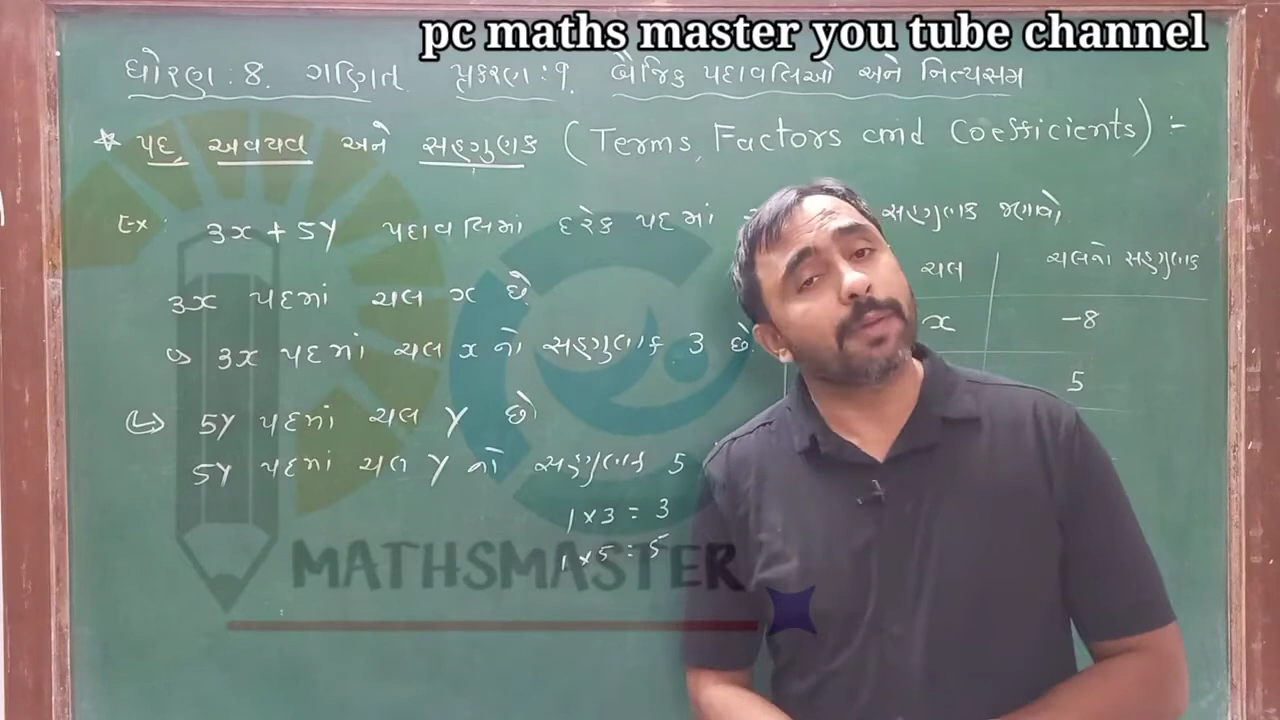 pc maths master you tube channel
ધોરણ : 8. ગણિત પ્રકરણ : 9. બૈજિક પદાવલિઓ અને નિત્યસમ
* પદ, અવયવ અને સહગુણક (Terms, Factors and Coefficients) :-
Ex : 3x + 5y પદાવલિમાં દરેક પદમાં સહગુણક જણાવો.
3x પદમાં ચલ x છે.
3x પદમાં ચલ x નો સહગુણક 3 છે.
5y પદમાં ચલ y છે.
5y પદમાં ચલ y નો સહગુણક 5
1 × 3 = 3
1 × 5 = 5
ચલ ચલનો સહગુણક
x -8
5
MATHSMASTER